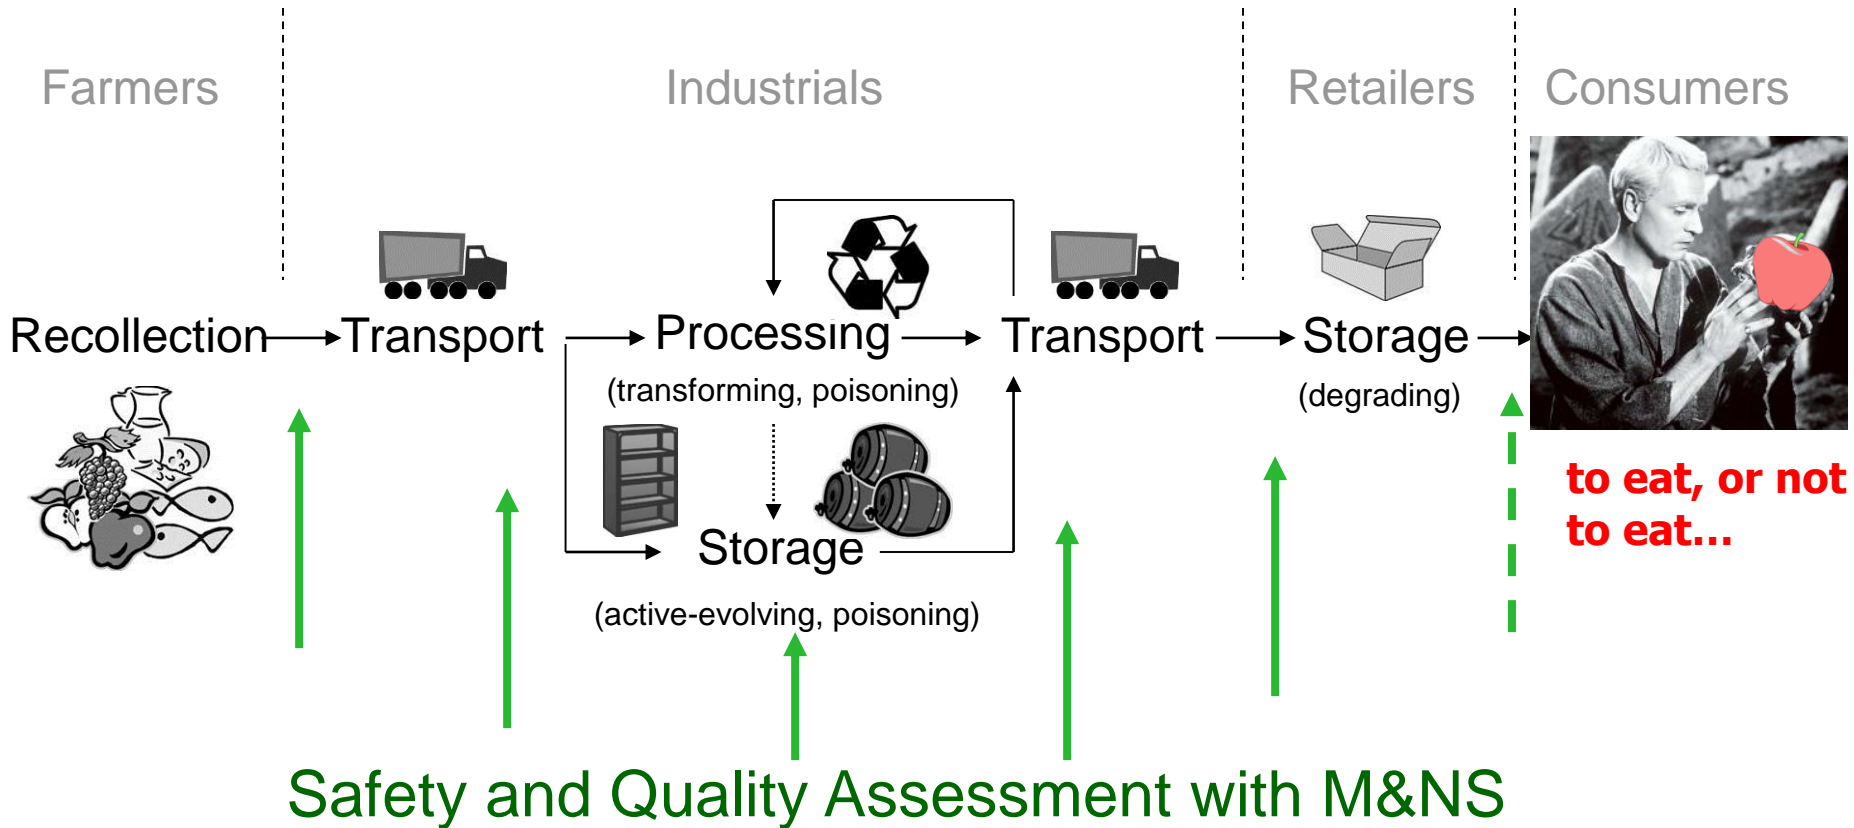 Farmers
Industrials
Retailers
Consumers
Recollection
Transport
Processing
Transport
Storage
(transforming, poisoning)
(degrading)
to eat, or not
to eat...
Storage
(active-evolving, poisoning)
Safety and Quality Assessment with M&NS